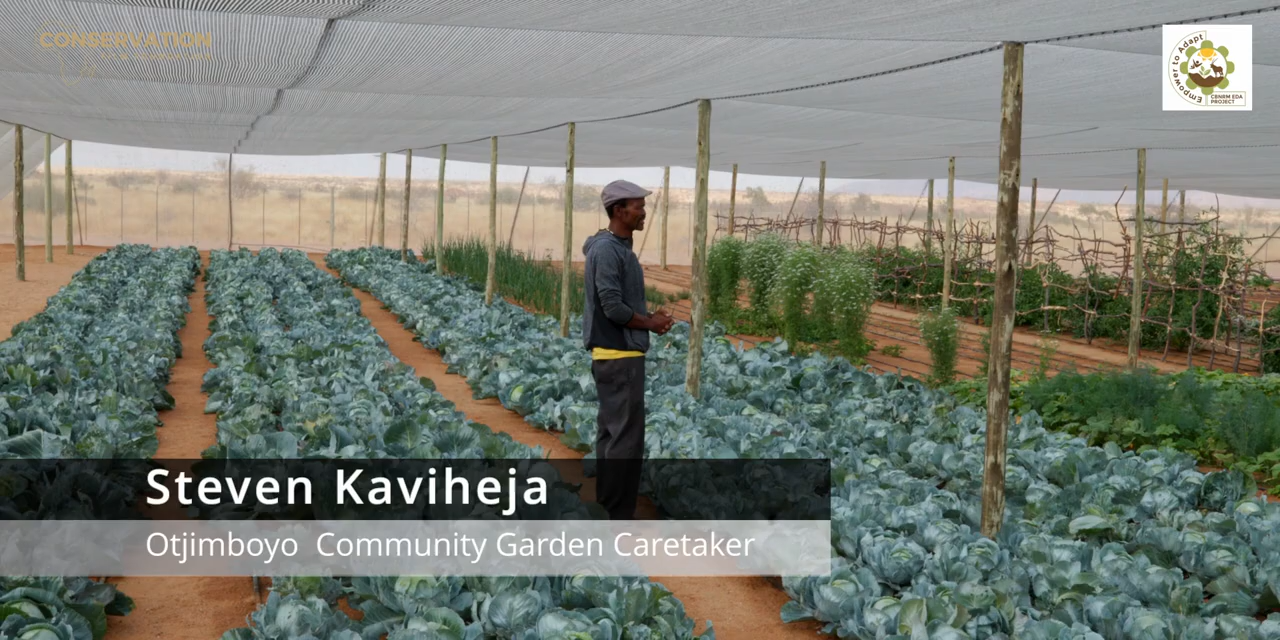 CONSERVATION
Empower to Adapt
CBNRM EDA
PROJECT
Steven Kaviheja
Otjimboyo Community Garden Caretaker